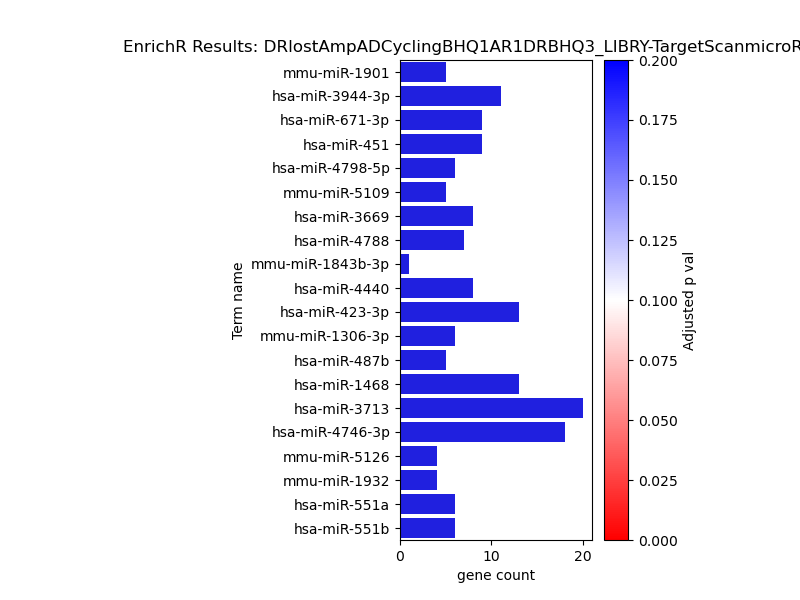 EnrichR Results: DRlostAmpADCyclingBHQ1AR1DRBHQ3_LIBRY-TargetScanmicroR
mmu-miR-1901
hsa-miR-3944-3p
hsa-miR-671-3p
hsa-miR-451
hsa-miR-4798-5p
mmu-miR-5109
hsa-miR-3669
hsa-miR-4788
mmu-miR-1843b-3p
hsa-miR-4440
hsa-miR-423-3p
mmu-miR-1306-3p
hsa-miR-487b
hsa-miR-1468
hsa-miR-3713
hsa-miR-4746-3p
mmu-miR-5126
mmu-miR-1932
hsa-miR-551a
hsa-miR-551b
Term name
0 10 20
gene count
0.200
0.175
0.150
0.125
0.100
0.075
0.050
0.025
0.000
Adjusted p val